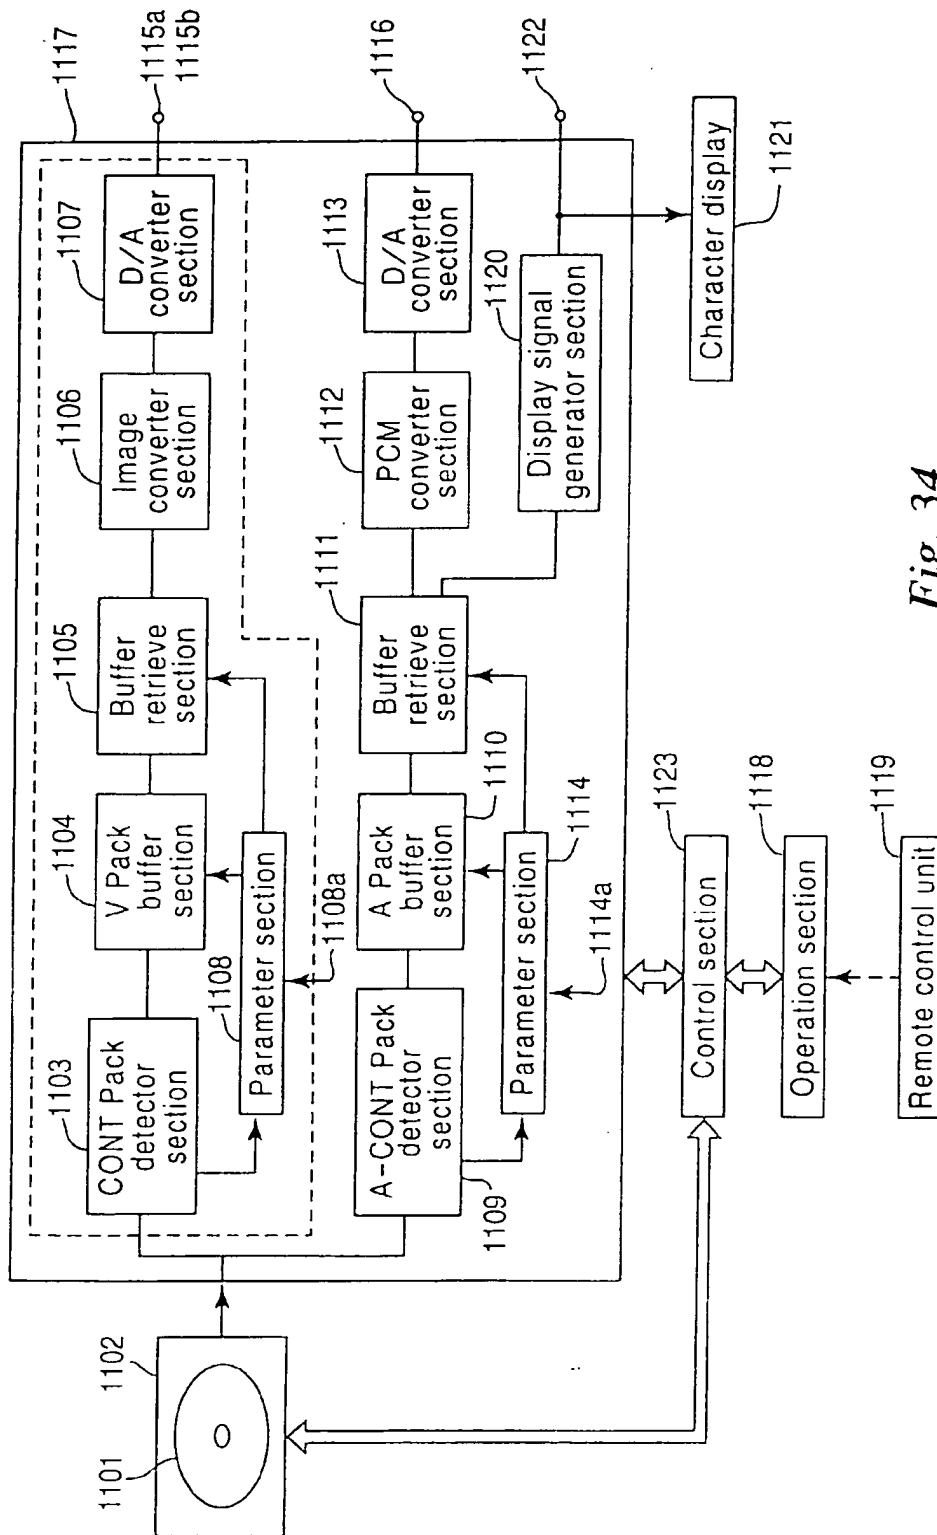 1117
1115a
1115b
1103
CONT Pack
detector
section
1104
V Pack
buffer
section
1105
Buffer
retrieve
section
1106
Image
converter
section
1107
D/A
converter
section
1108
Parameter section
1108a
1102
1101
1109
A-CONT Pack
detector
section
A Pack
buffer
section
1110
1111
Buffer
retrieve
section
1112
PCM
converter
section
1113
D/A
converter
section
1116
1114
Parameter section
1114a
1120
Display signal
generator section
1122
Character display
1121
1123
Control section
1118
Operation section
1119
Remote control unit
Fig. 34